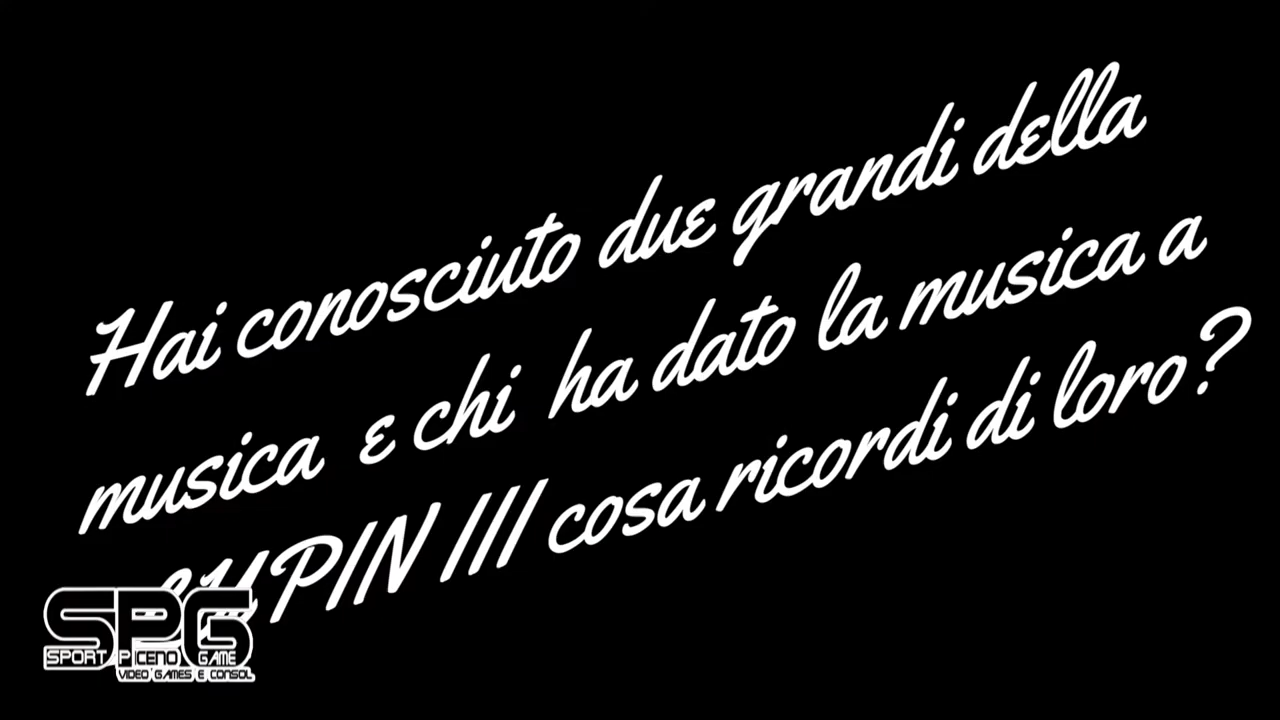 Hai conosciuto due grandi della
musica e chi ha dato la musica a
LUPIN III cosa ricordi di loro?
SPG
SPORT PICENO GAME
VIDEO GAMES E CONSOL